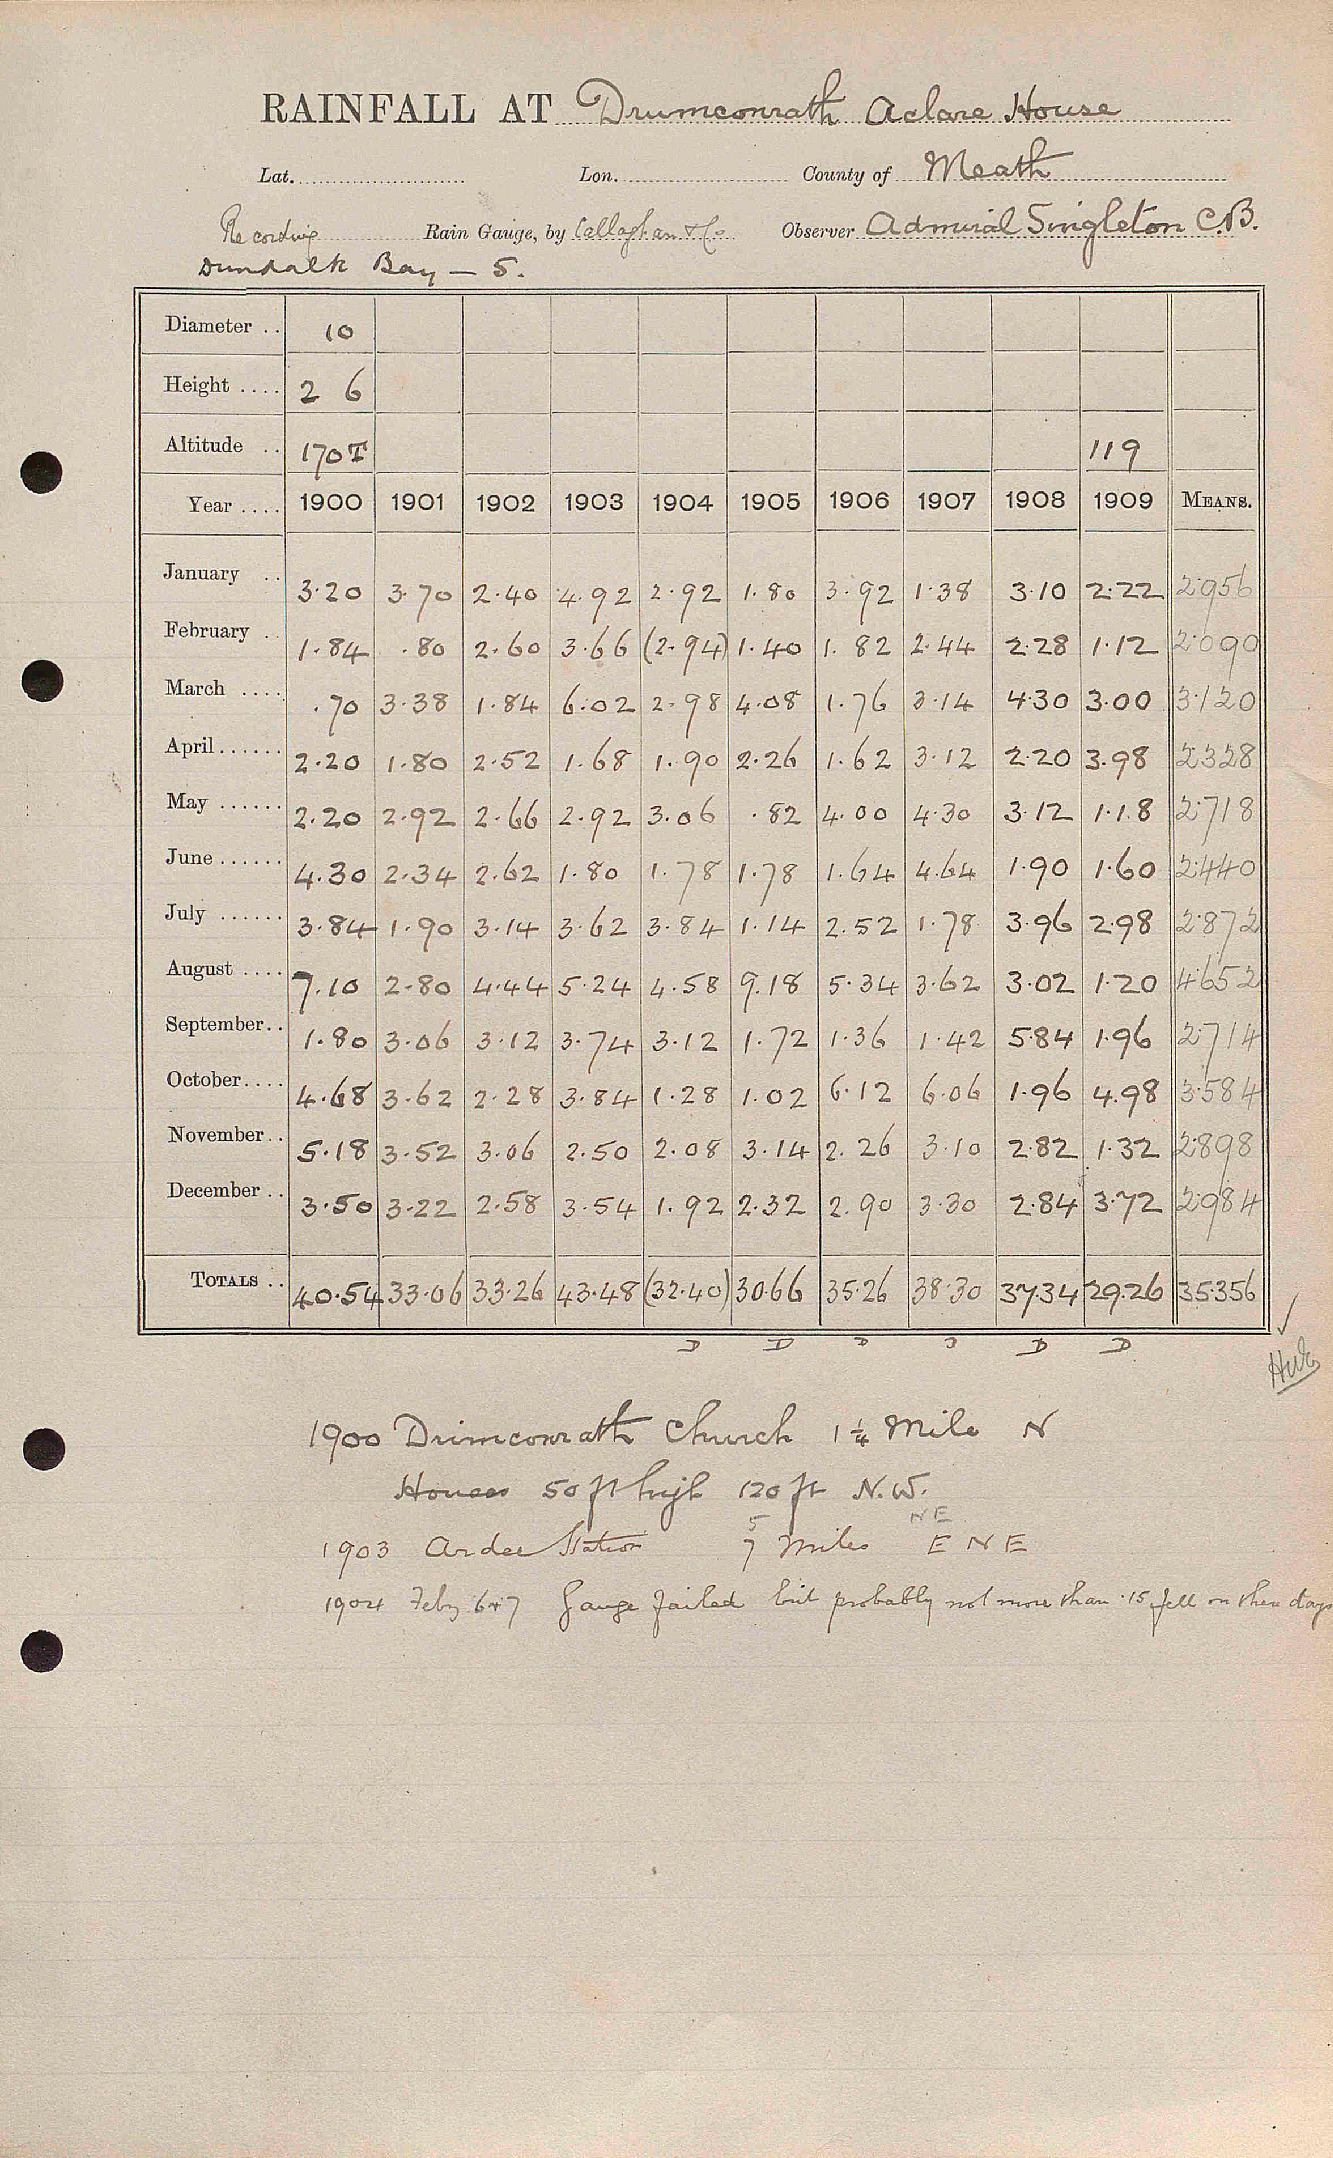 RAINFALL AT Drumconrath Aclare House
Lat. Lon. County of Meath
Recording Rain Gauge, by Callaghan & Co Observer Admiral Singleton C.B.
Dundalk Bay — 5.
Diameter .. 10
Height .... 2 6
Altitude .. 170 T 119
Year .... 1900 1901 1902 1903 1904 1905 1906 1907 1908 1909 MEANS.
January .. 3.20 3.70 2.40 4.92 2.92 1.80 3.92 1.38 3.10 2.22 2.956
February .. 1.84 .80 2.60 3.66 (2.94) 1.40 1.82 2.44 2.28 1.12 2.090
March .... .70 3.38 1.84 6.02 2.98 4.08 1.76 3.14 4.30 3.00 3.120
April ...... 2.20 1.80 2.52 1.68 1.90 2.26 1.62 3.12 2.20 3.98 2.328
May ...... 2.20 2.92 2.66 2.92 3.06 .82 4.00 4.30 3.12 1.18 2.718
June ...... 4.30 2.34 2.62 1.80 1.78 1.78 1.64 4.64 1.90 1.60 2.440
July ...... 3.84 1.90 3.14 3.62 3.84 1.14 2.52 1.78 3.96 2.98 2.872
August .... 7.10 2.80 4.44 5.24 4.58 9.18 5.34 3.62 3.02 1.20 4.652
September .. 1.80 3.06 3.12 3.74 3.12 1.72 1.36 1.42 5.84 1.96 2.714
October .... 4.68 3.62 2.28 3.84 1.28 1.02 6.12 6.06 1.96 4.98 3.584
November .. 5.18 3.52 3.06 2.50 2.08 3.14 2.26 3.10 2.82 1.32 2.898
December .. 3.50 3.22 2.58 3.54 1.92 2.32 2.90 3.30 2.84 3.72 2.984
TOTALS .. 40.54 33.06 33.26 43.48 (32.40) 30.66 35.26 38.30 37.34 29.26 35.356
D D D D D D
1900 Drumconrath Church 1 ¼ Mile N
House 50 ft high 120 ft N.W.
5 NE
1903 Ardee Station 7 Miles E N E
1904 Feby 6+7 Gauge failed but probably not more than .15 fell on these days